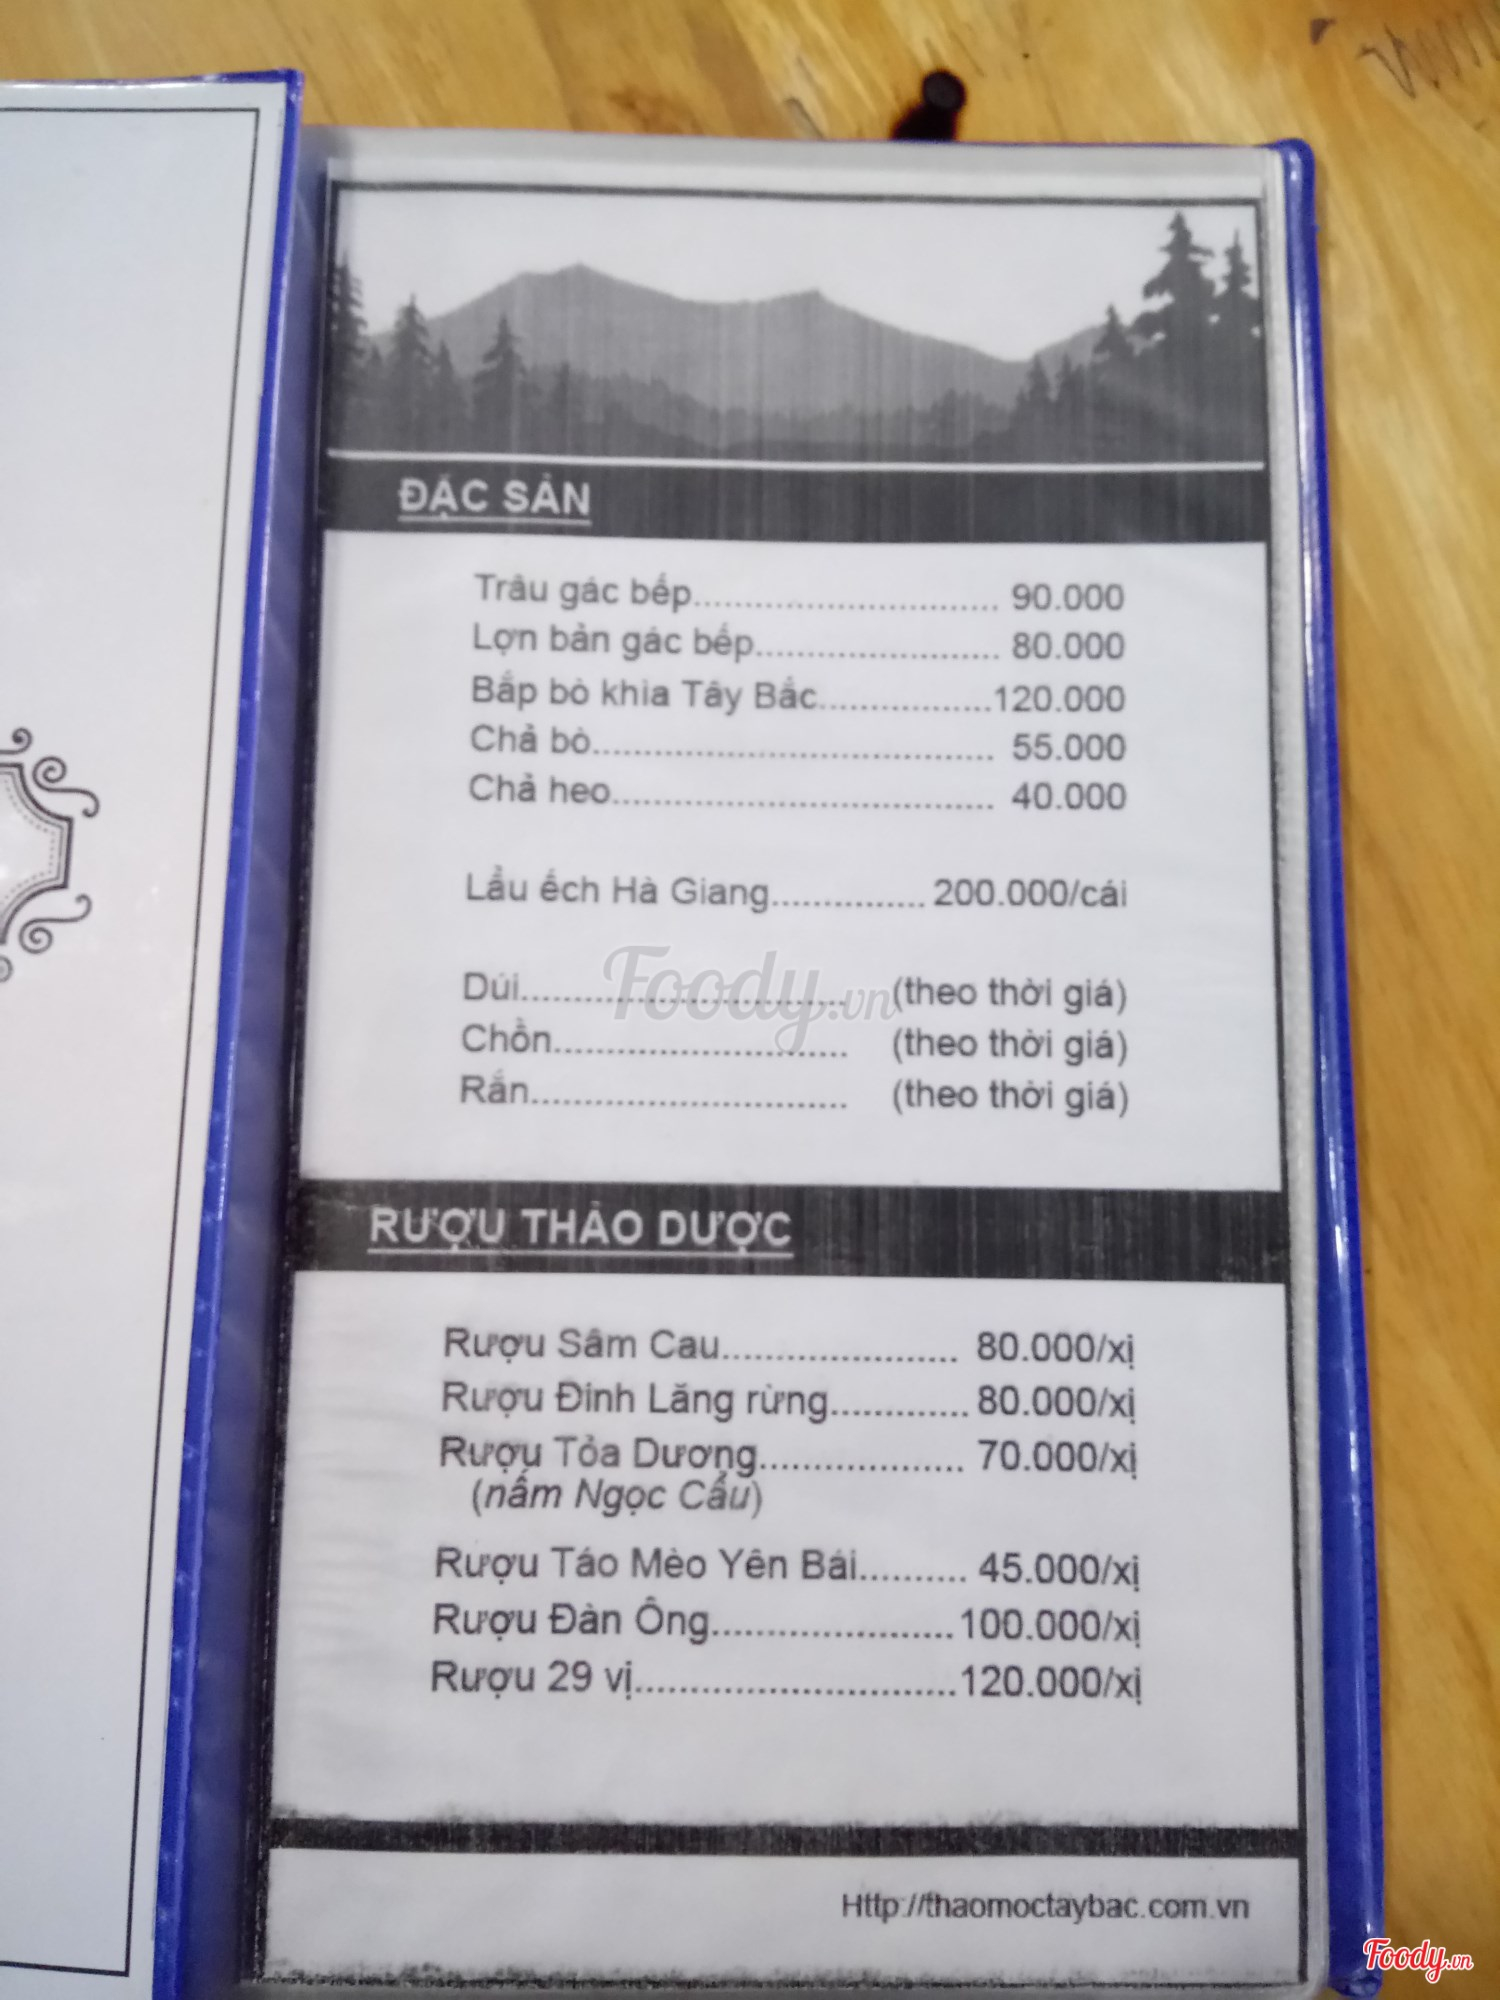 ĐẶC SẢN
Trâu gác bếp.............................. 90.000
Lợn bản gác bếp........................ 80.000
Bắp bò khìa Tây Bắc.................120.000
Chả bò....................................... 55.000
Chả heo..................................... 40.000
Lẩu ếch Hà Giang............... 200.000/cái
Dúi................................ (theo thời giá)
Chồn............................. (theo thời giá)
Rắn............................... (theo thời giá)
Foody.vn
RƯỢU THẢO DƯỢC
Rượu Sâm Cau...................... 80.000/xị
Rượu Đinh Lăng rừng............. 80.000/xị
Rượu Tỏa Dương................... 70.000/xị
(nấm Ngọc Cẩu)
Rượu Táo Mèo Yên Bái.......... 45.000/xị
Rượu Đàn Ông......................100.000/xị
Rượu 29 vị.............................120.000/xị
Http://thaomoctaybac.com.vn
Foody.vn